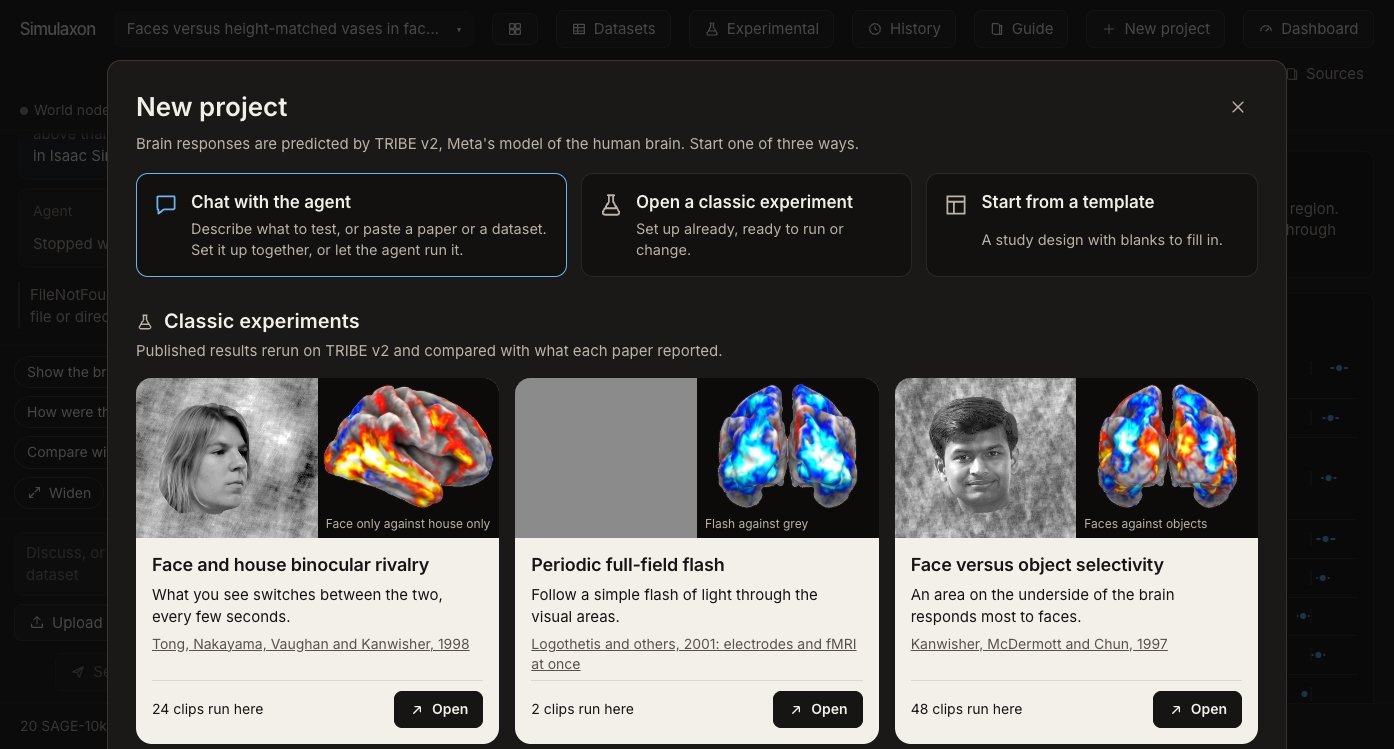 Simulaxon
Faces versus height-matched vases in fac...
Datasets
Experimental
History
Guide
New project
Dashboard
Sources
World node
in Isaac Sir
Agent
Stopped w
FileNotFou
file or direc
Show the br
How were th
Compare wi
Widen
Discuss, or
dataset
Upload
Se
20 SAGE-10k
region.
hrough
New project
Brain responses are predicted by TRIBE v2, Meta's model of the human brain. Start one of three ways.
Chat with the agent
Describe what to test, or paste a paper or a dataset.
Set it up together, or let the agent run it.
Open a classic experiment
Set up already, ready to run or
change.
Start from a template
A study design with blanks to fill in.
Classic experiments
Published results rerun on TRIBE v2 and compared with what each paper reported.
Face only against house only
Face and house binocular rivalry
What you see switches between the two,
every few seconds.
Tong, Nakayama, Vaughan and Kanwisher, 1998
24 clips run here
Open
Flash against grey
Periodic full-field flash
Follow a simple flash of light through the
visual areas.
Logothetis and others, 2001: electrodes and fMRI
at once
2 clips run here
Open
Faces against objects
Face versus object selectivity
An area on the underside of the brain
responds most to faces.
Kanwisher, McDermott and Chun, 1997
48 clips run here
Open